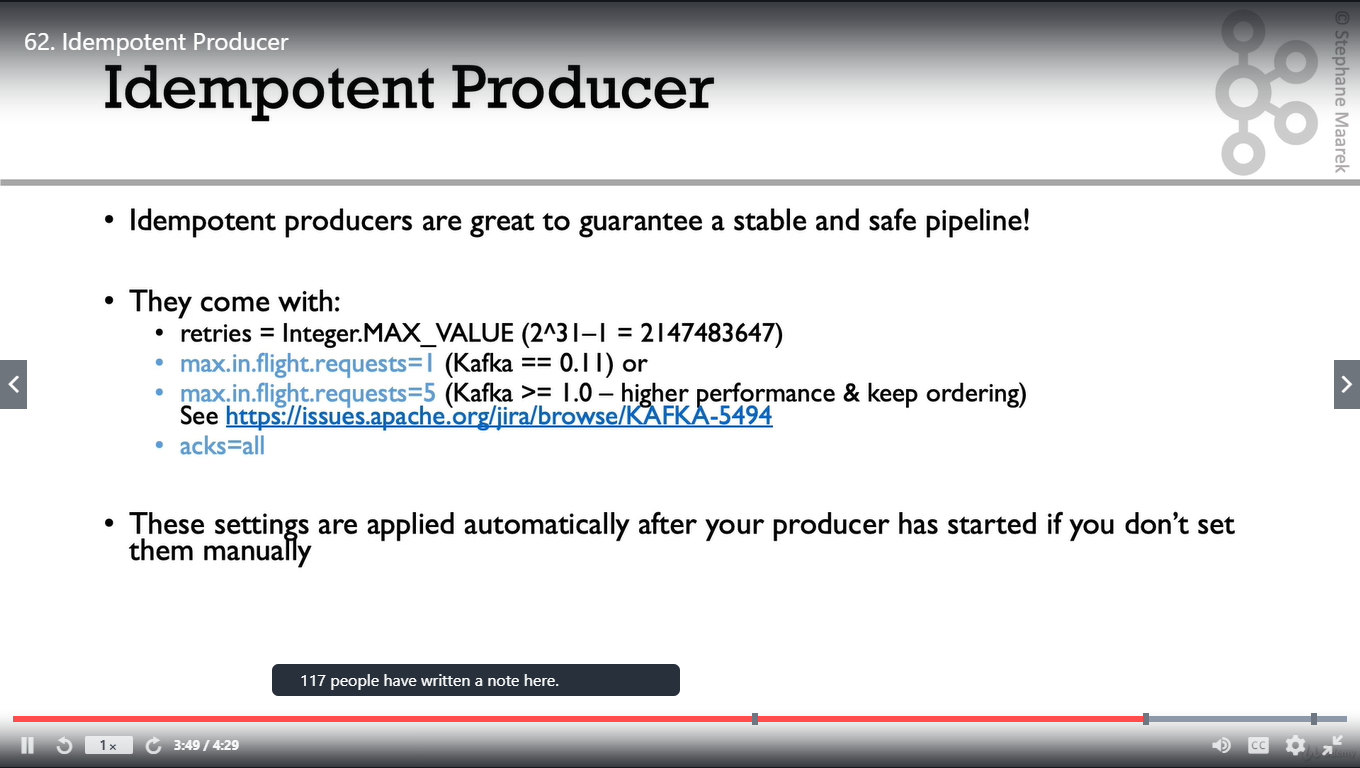 62. Idempotent Producer
Idempotent Producer
© Stephane Maarek
• Idempotent producers are great to guarantee a stable and safe pipeline!
• They come with:
• retries = Integer.MAX_VALUE (2^31–1 = 2147483647)
• max.in.flight.requests=1 (Kafka == 0.11) or
• max.in.flight.requests=5 (Kafka >= 1.0 – higher performance & keep ordering)
See https://issues.apache.org/jira/browse/KAFKA-5494
• acks=all
• These settings are applied automatically after your producer has started if you don’t set
them manually
117 people have written a note here.
1x
3:49 / 4:29
CC